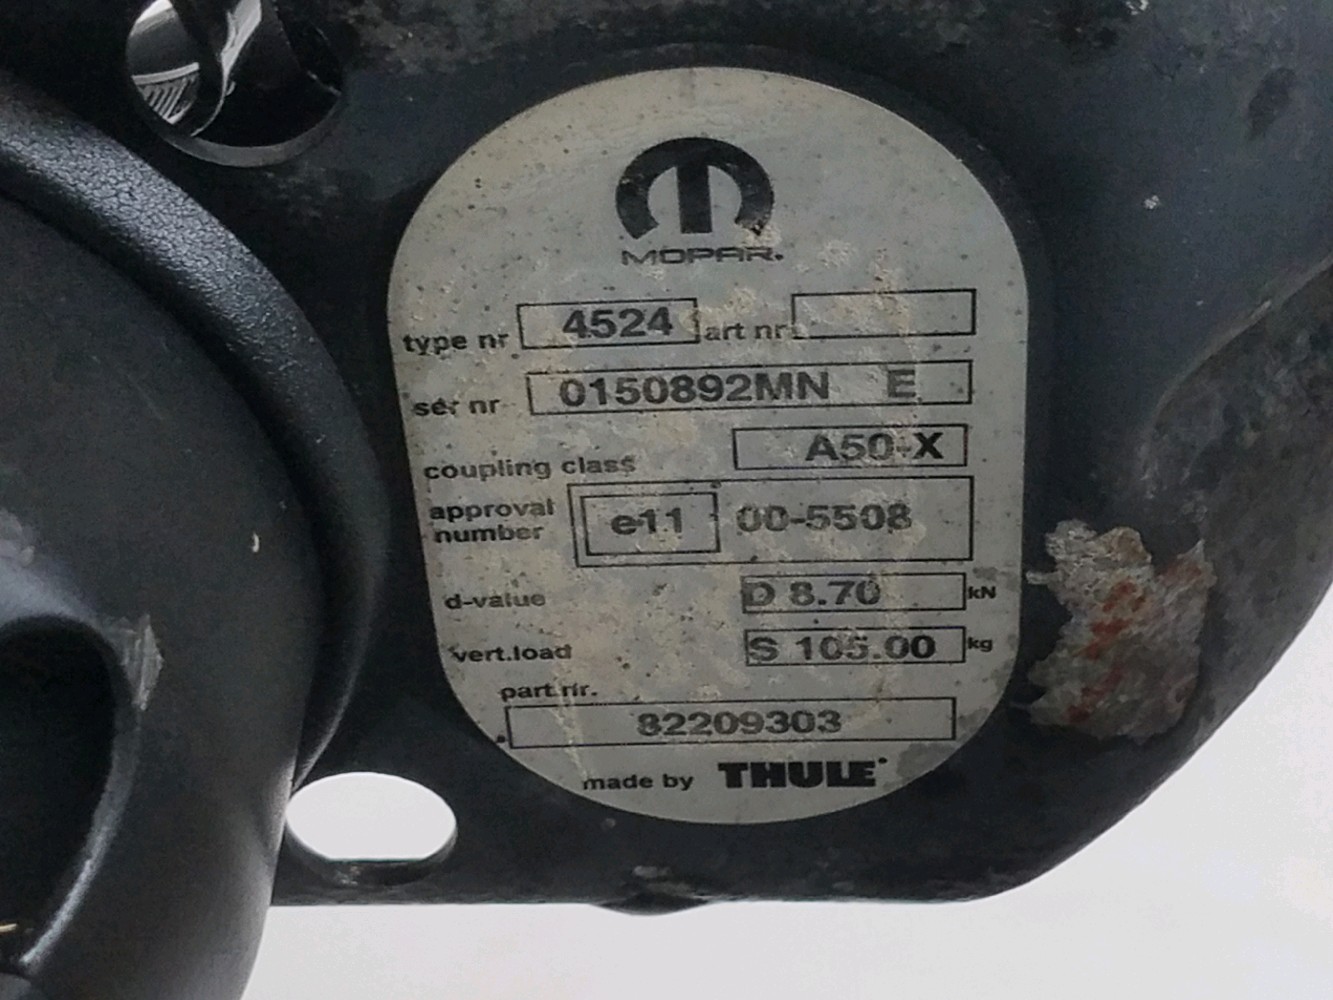 MOPAR.
type nr 4524 art nr.
ser nr 0150892MN E
coupling class A50-X
approval number e11 00-5508
d-value D 8.70 kN
vert.load S 105.00 kg
part.nr.
82209303
made by THULE